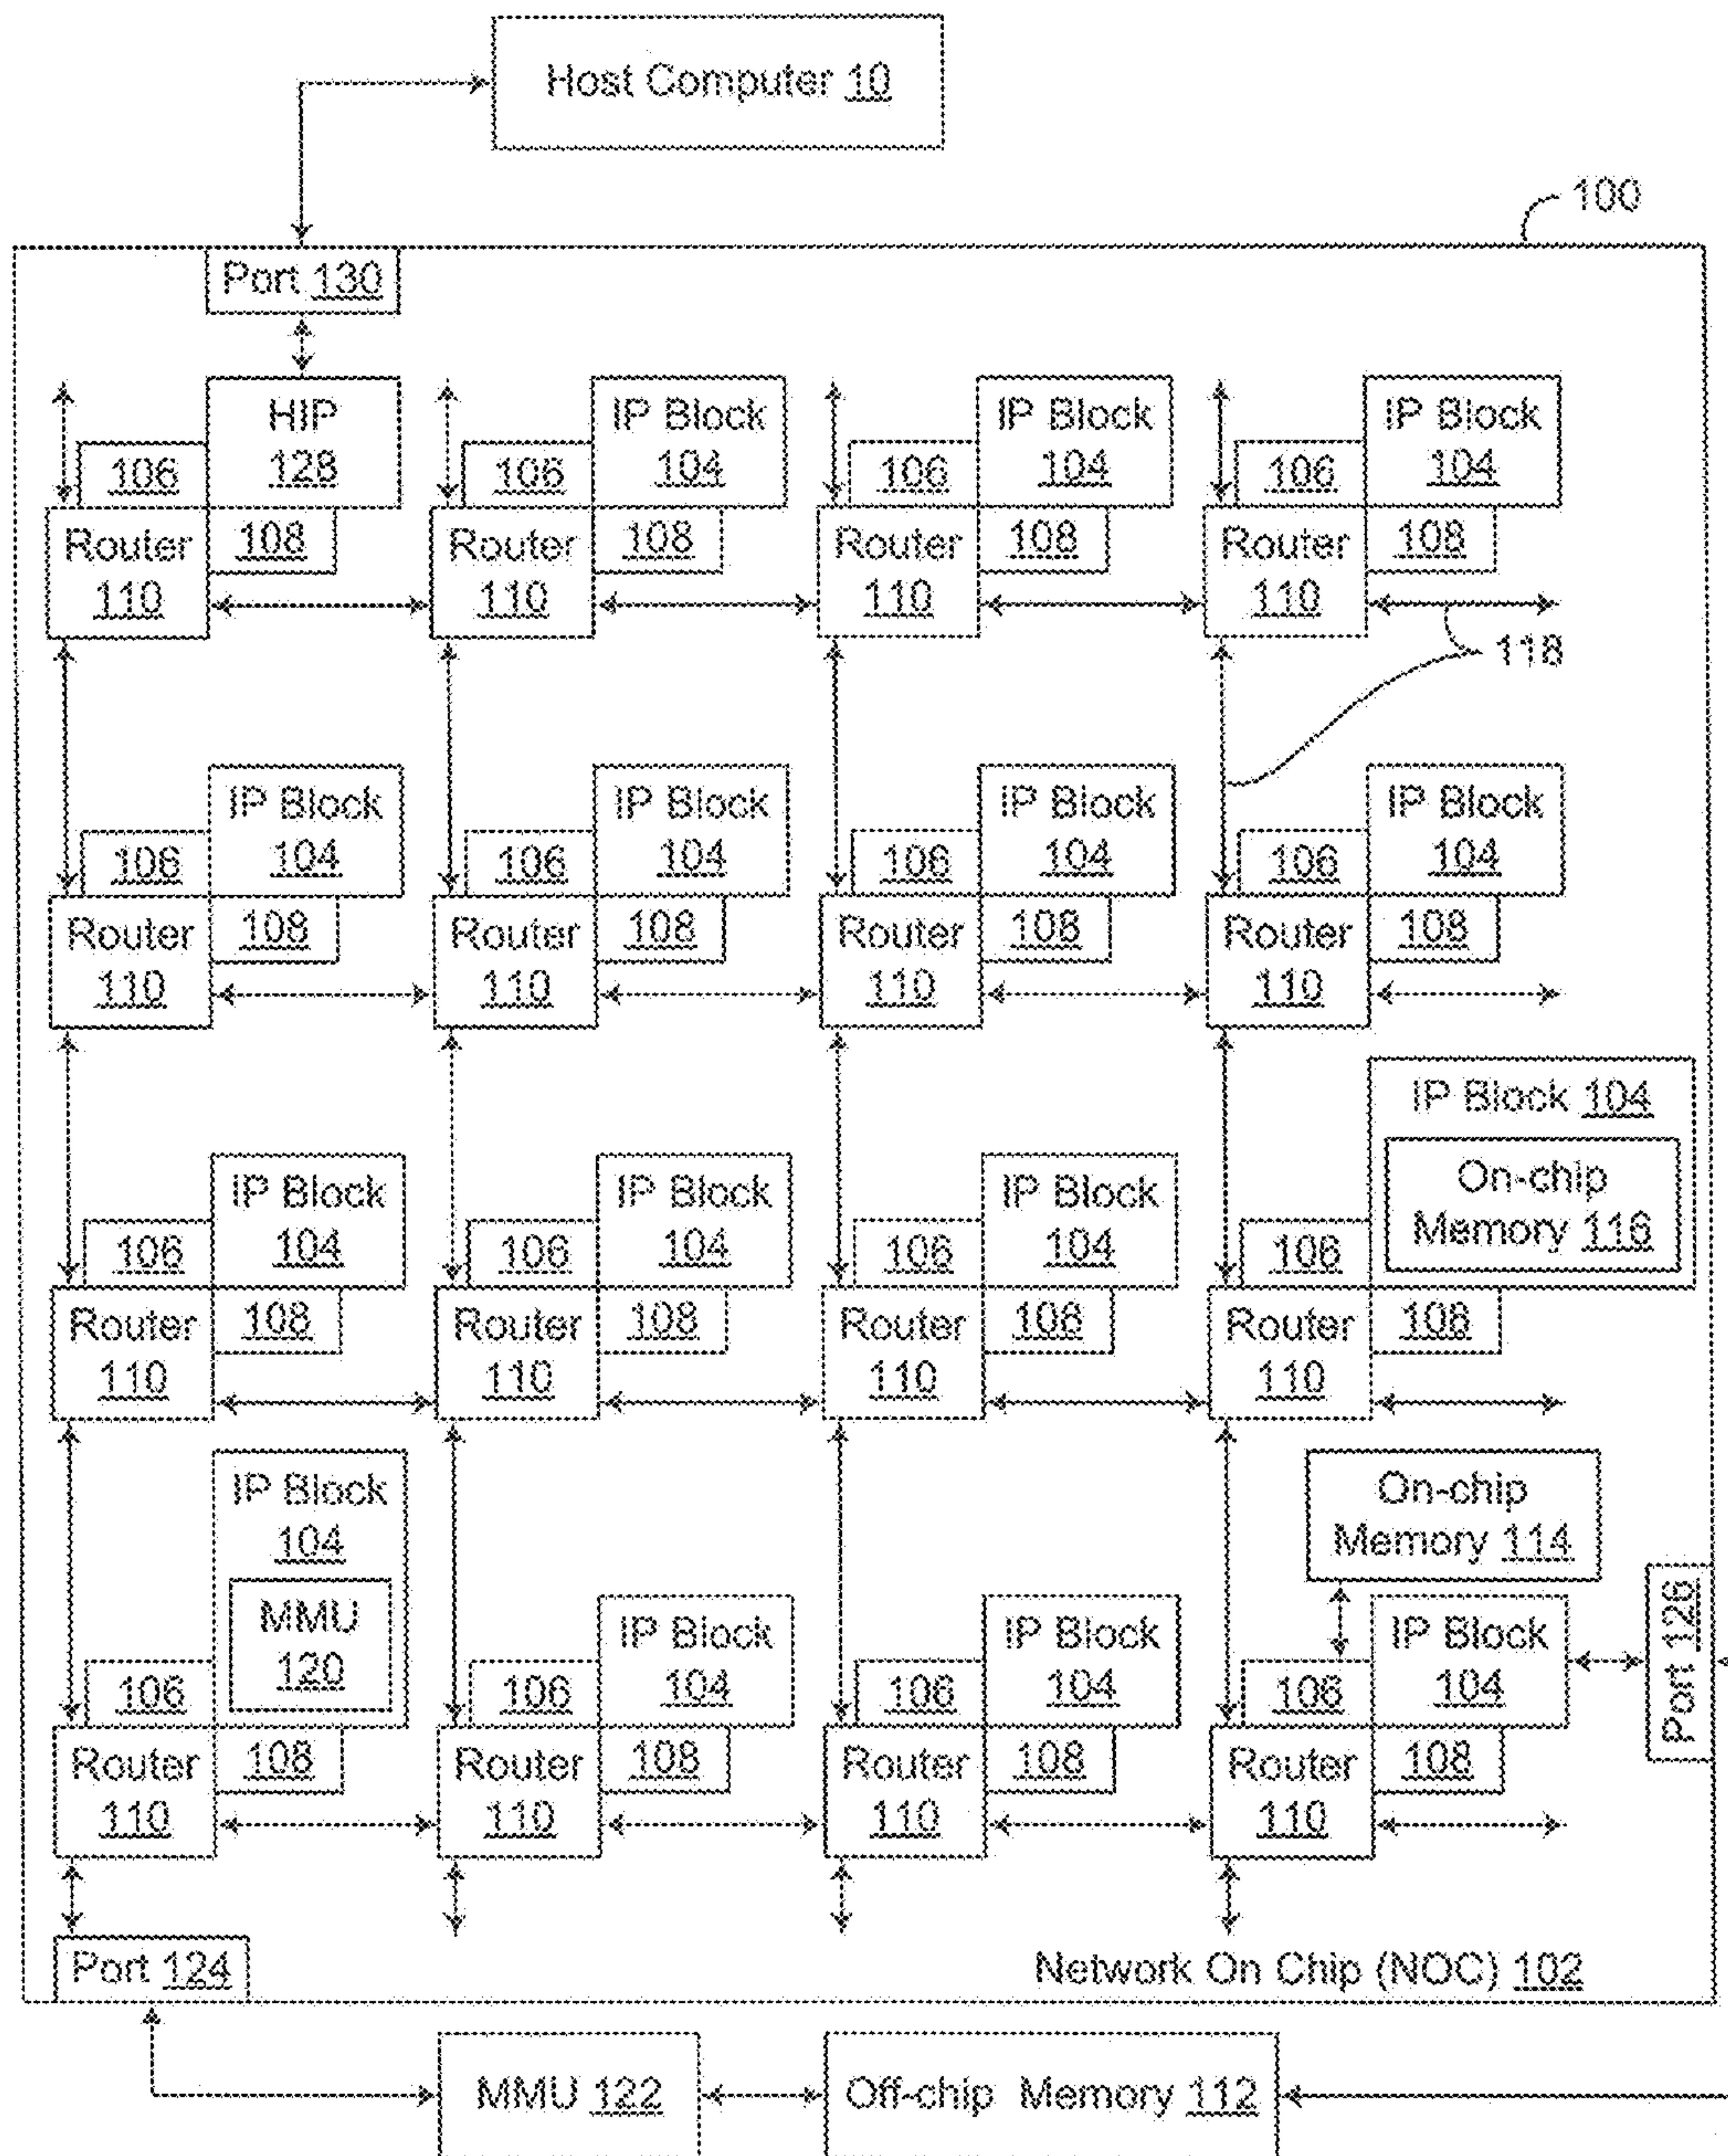 Host Computer 10
100
Port 130
HIP
128
106
Router
110
108
IP Block
104
106
Router
110
108
IP Block
104
106
Router
110
108
IP Block
104
106
Router
110
108
118
IP Block
104
106
Router
110
108
IP Block
104
106
Router
110
108
IP Block
104
106
Router
110
108
IP Block
104
106
Router
110
108
IP Block
104
106
Router
110
108
IP Block
104
106
Router
110
108
IP Block
104
106
Router
110
108
IP Block 104
On-chip
Memory 116
106
Router
110
108
IP Block
104
MMU
120
106
Router
110
108
IP Block
104
106
Router
110
108
IP Block
104
106
Router
110
108
On-chip
Memory 114
IP Block
104
106
Router
110
108
Port 126
Port 124
Network On Chip (NOC) 102
MMU 122
Off-chip Memory 112